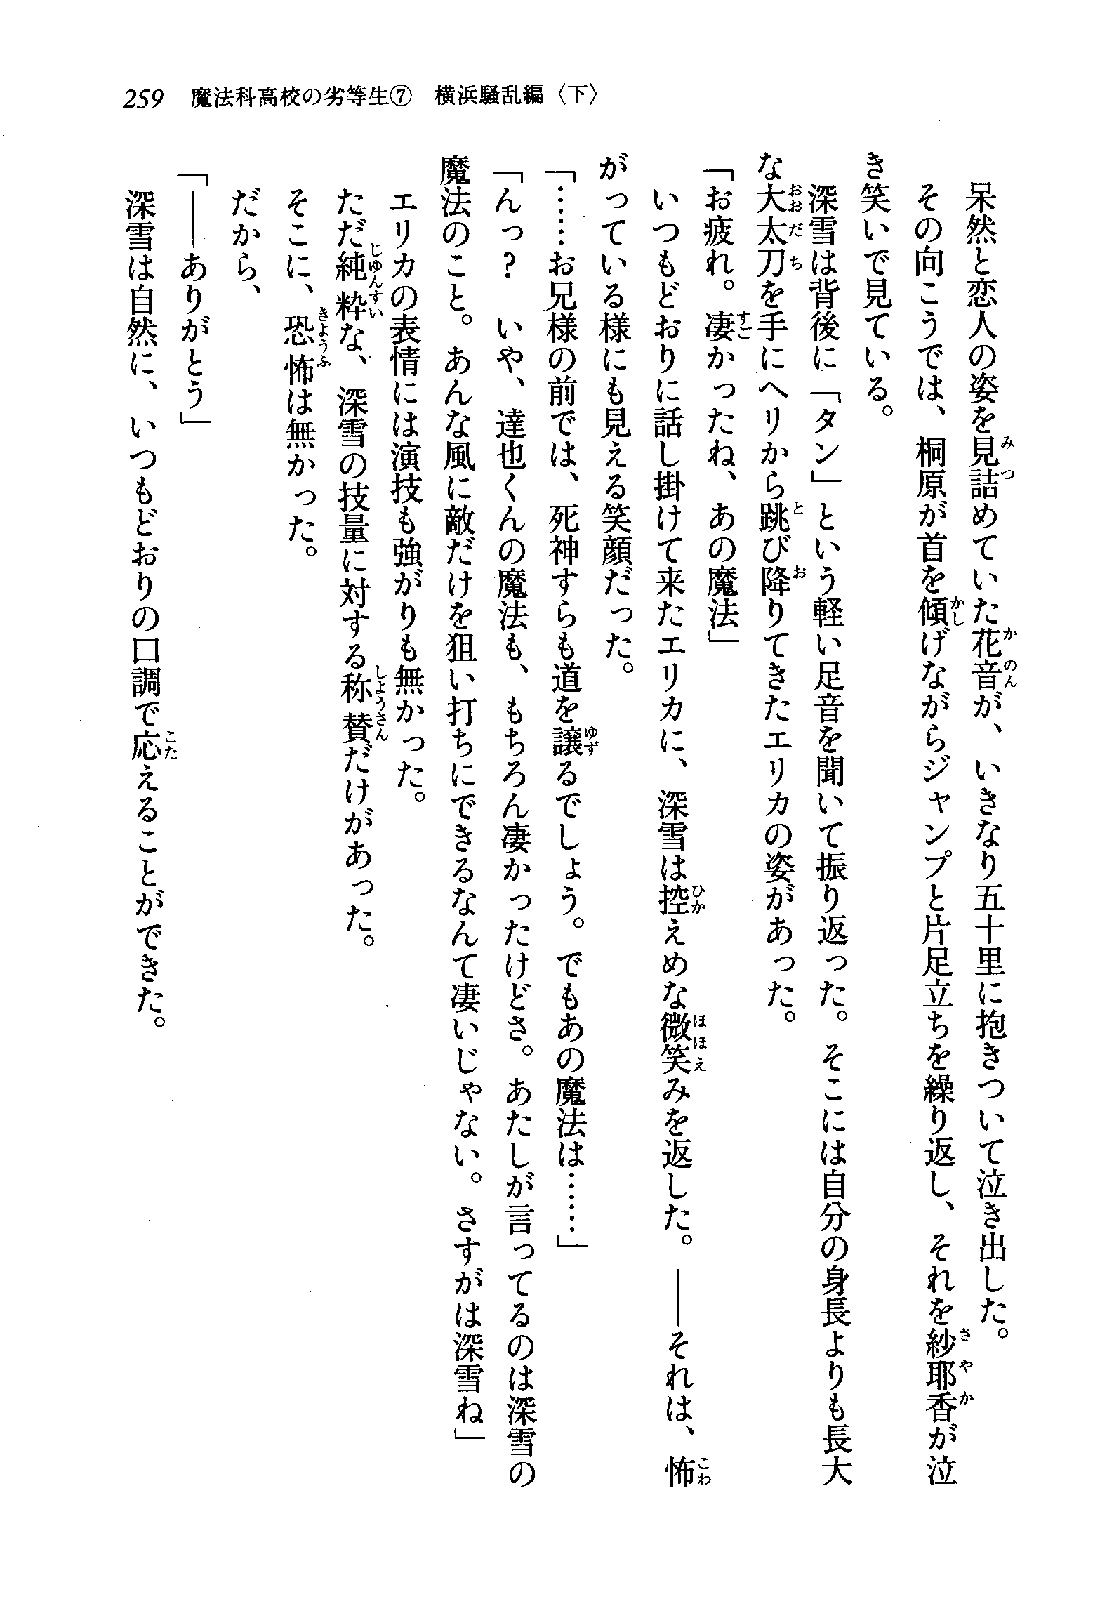 259　魔法科高校の劣等生⑦　横浜騒乱編〈下〉
　呆然と恋人の姿を見詰めていた花音が、いきなり五十里に抱きついて泣き出した。
　その向こうでは、桐原が首を傾げながらジャンプと片足立ちを繰り返し、それを紗耶香が泣
き笑いで見ている。
　深雪は背後に「タン」という軽い足音を聞いて振り返った。そこには自分の身長よりも長大
な大太刀を手にヘリから跳び降りてきたエリカの姿があった。
「お疲れ。凄かったね、あの魔法」
　いつもどおりに話し掛けて来たエリカに、深雪は控えめな微笑みを返した。――それは、怖
がっている様にも見える笑顔だった。
「……お兄様の前では、死神すらも道を譲るでしょう。でもあの魔法は……」
「んっ？　いや、達也くんの魔法も、もちろん凄かったけどさ。あたしが言ってるのは深雪の
魔法のこと。あんな風に敵だけを狙い打ちにできるなんて凄いじゃない。さすがは深雪ね」
　エリカの表情には演技も強がりも無かった。
　ただ純粋な、深雪の技量に対する称賛だけがあった。
　そこに、恐怖は無かった。
　だから、
「――ありがとう」
　深雪は自然に、いつもどおりの口調で応えることができた。